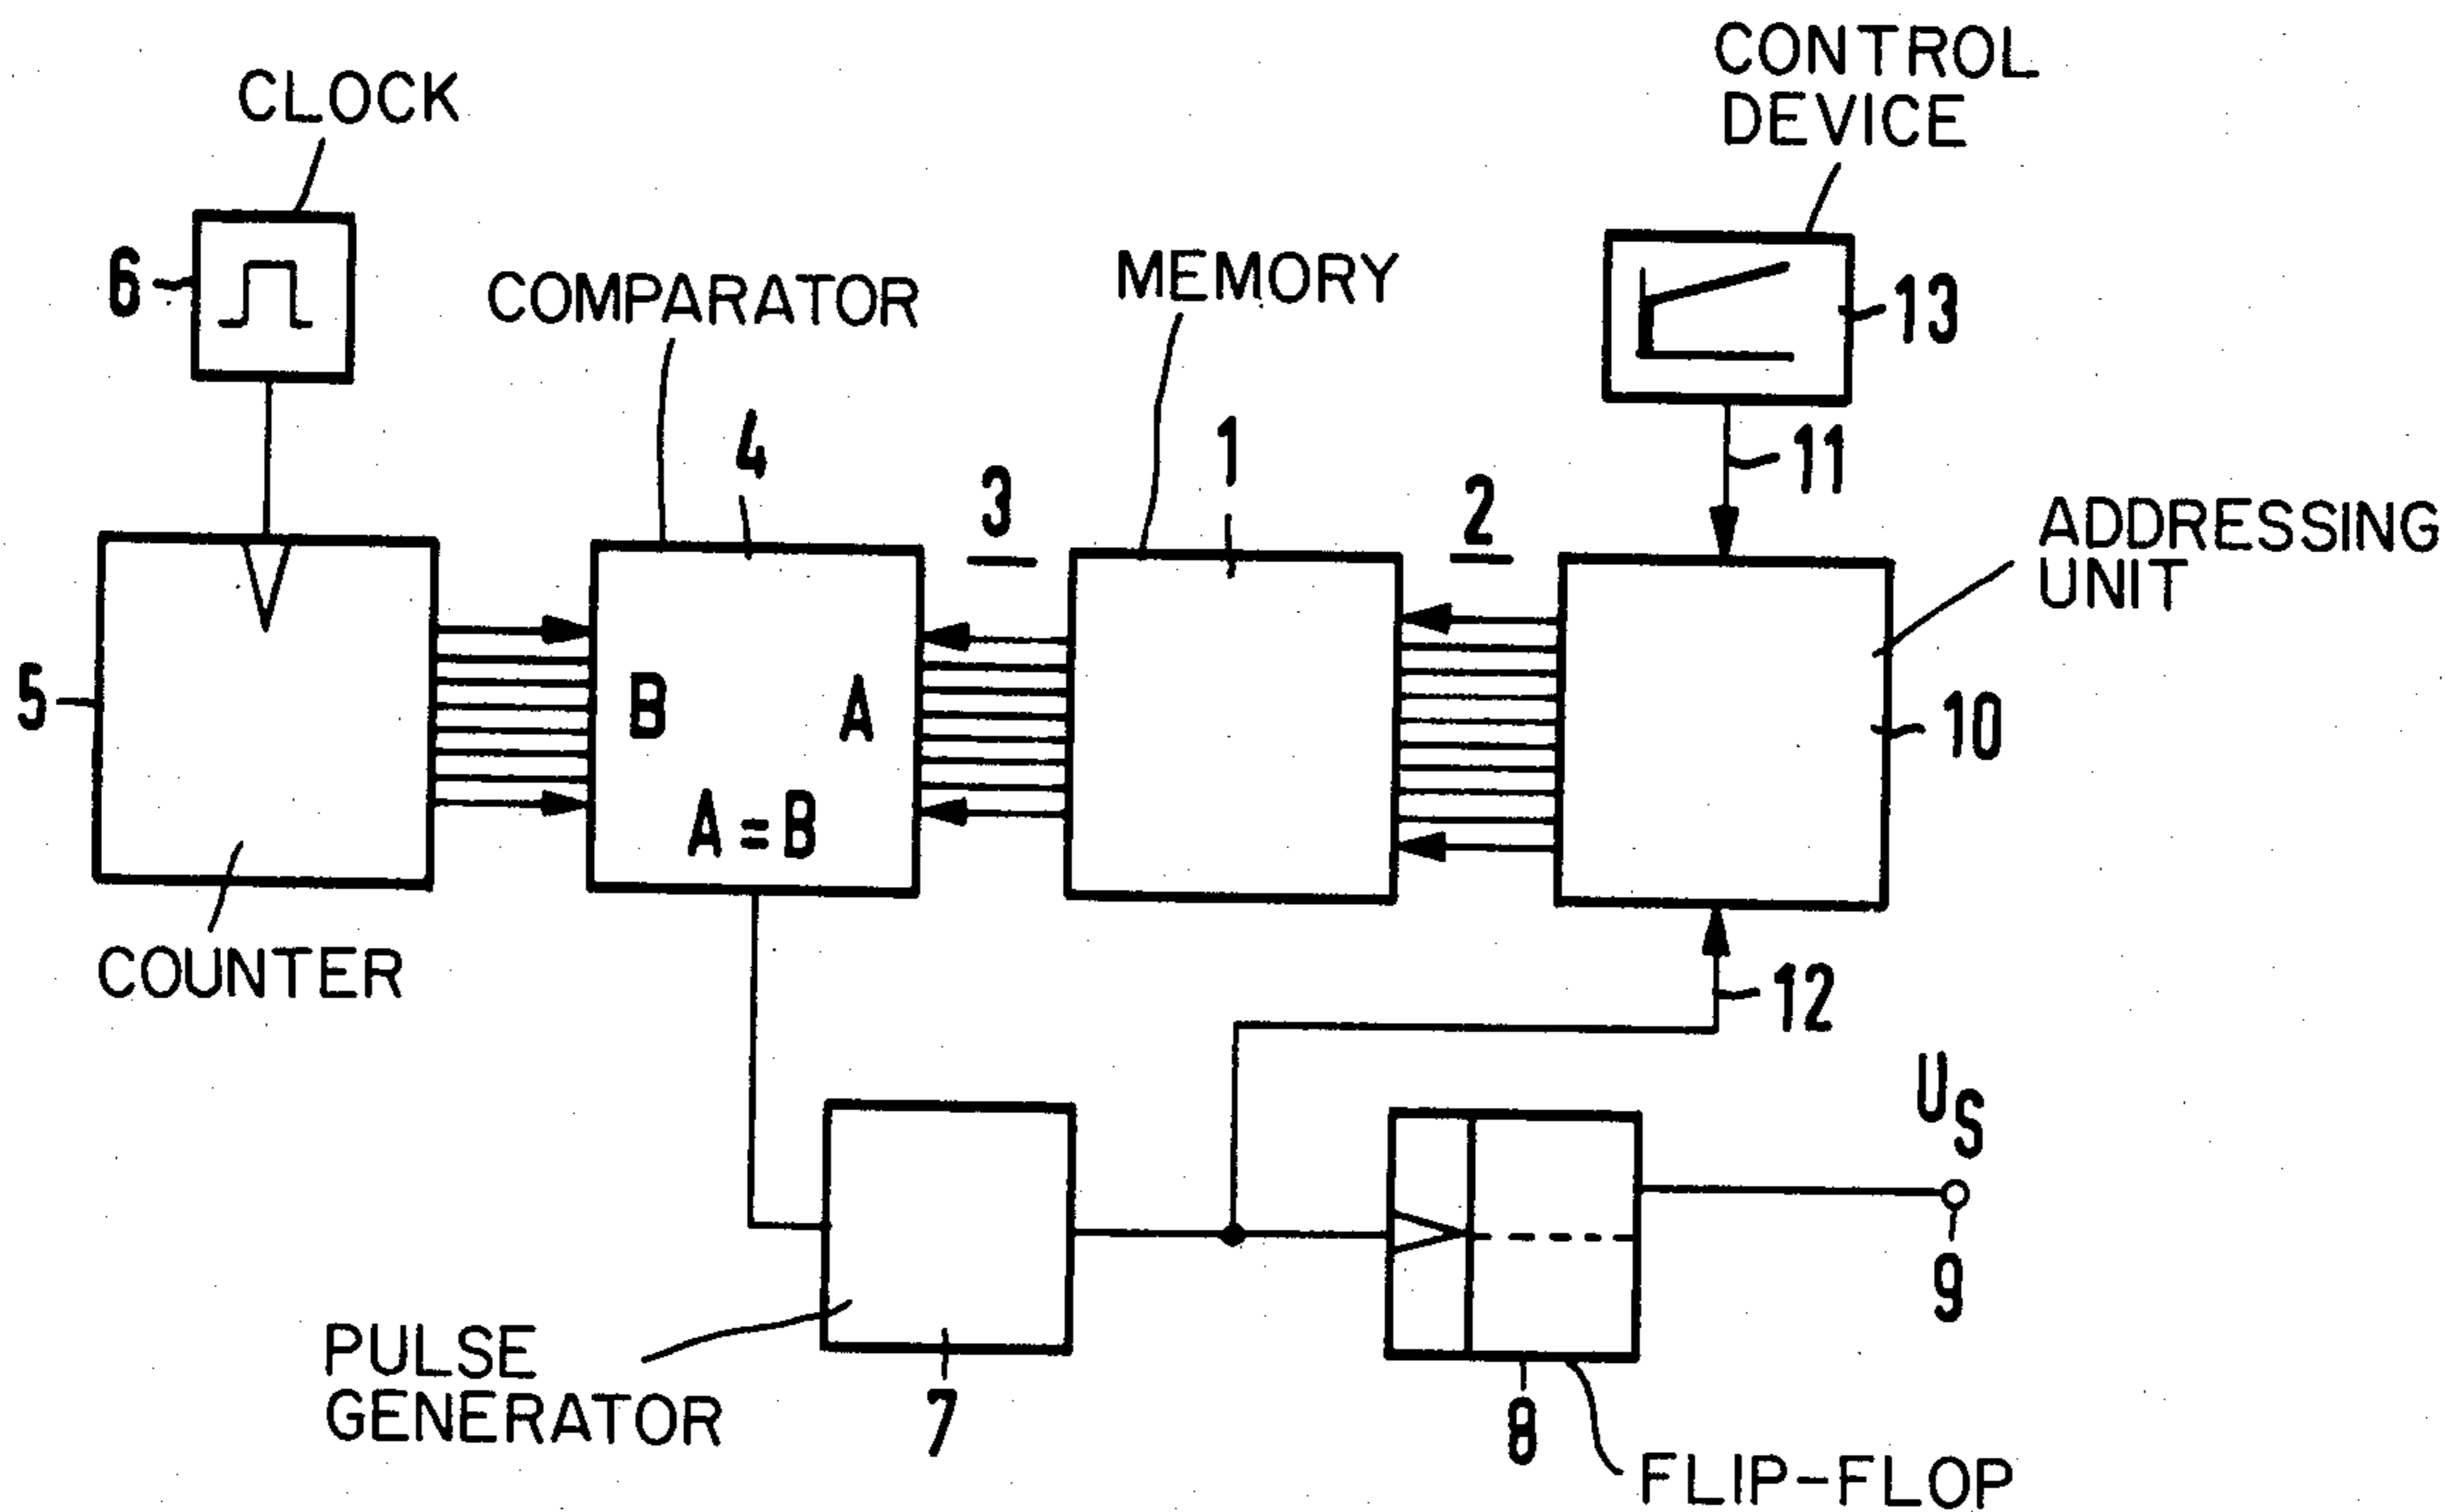 CONTROL
DEVICE
CLOCK
6
COMPARATOR
MEMORY
13
4
3
1
2
11
ADDRESSING
UNIT
5
B
A
10
A=B
COUNTER
12
U_S
9
PULSE
GENERATOR
7
8
FLIP-FLOP